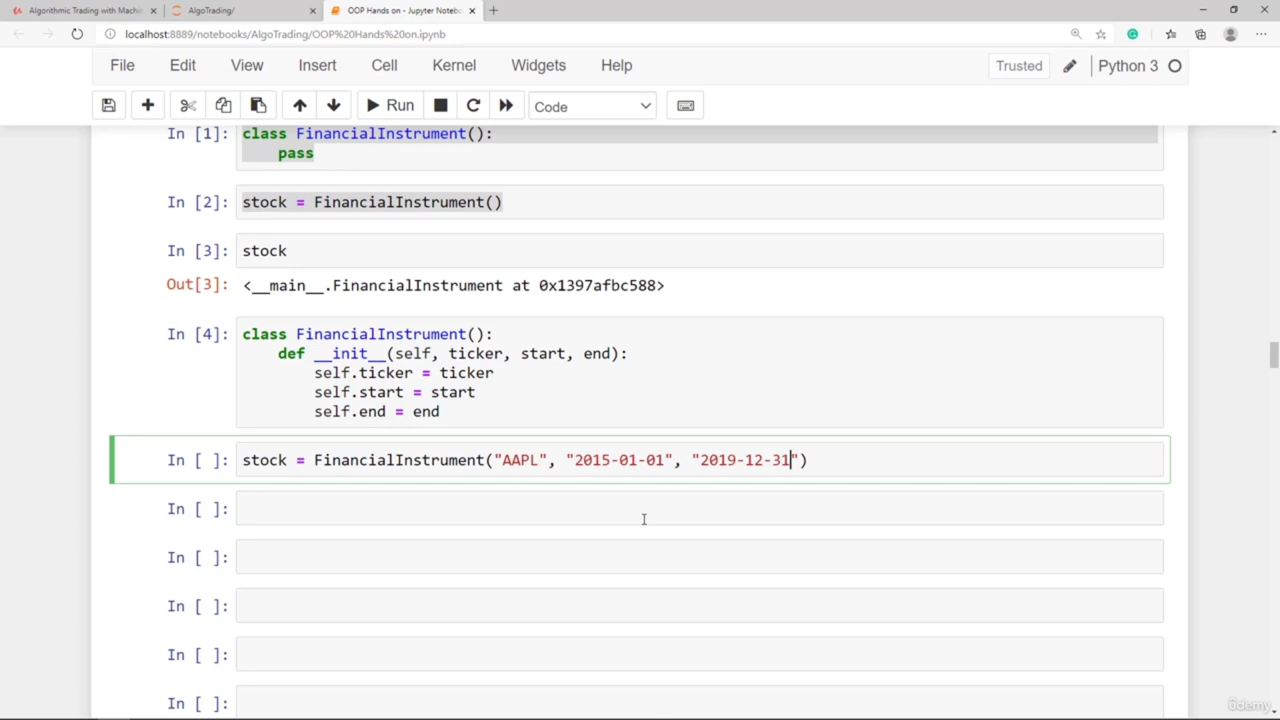 Algorithmic Trading with Machi
AlgoTrading/
OOP Hands on - Jupyter Notebo
localhost:8889/notebooks/AlgoTrading/OOP%20Hands%20on.ipynb
File Edit View Insert Cell Kernel Widgets Help Trusted Python 3
Run Code
In [1]: class FinancialInstrument():
pass
In [2]: stock = FinancialInstrument()
In [3]: stock
Out[3]: <__main__.FinancialInstrument at 0x1397afbc588>
In [4]: class FinancialInstrument():
def __init__(self, ticker, start, end):
self.ticker = ticker
self.start = start
self.end = end
In [ ]: stock = FinancialInstrument("AAPL", "2015-01-01", "2019-12-31")
In [ ]:
In [ ]:
In [ ]:
In [ ]:
In [ ]:
ûdemy